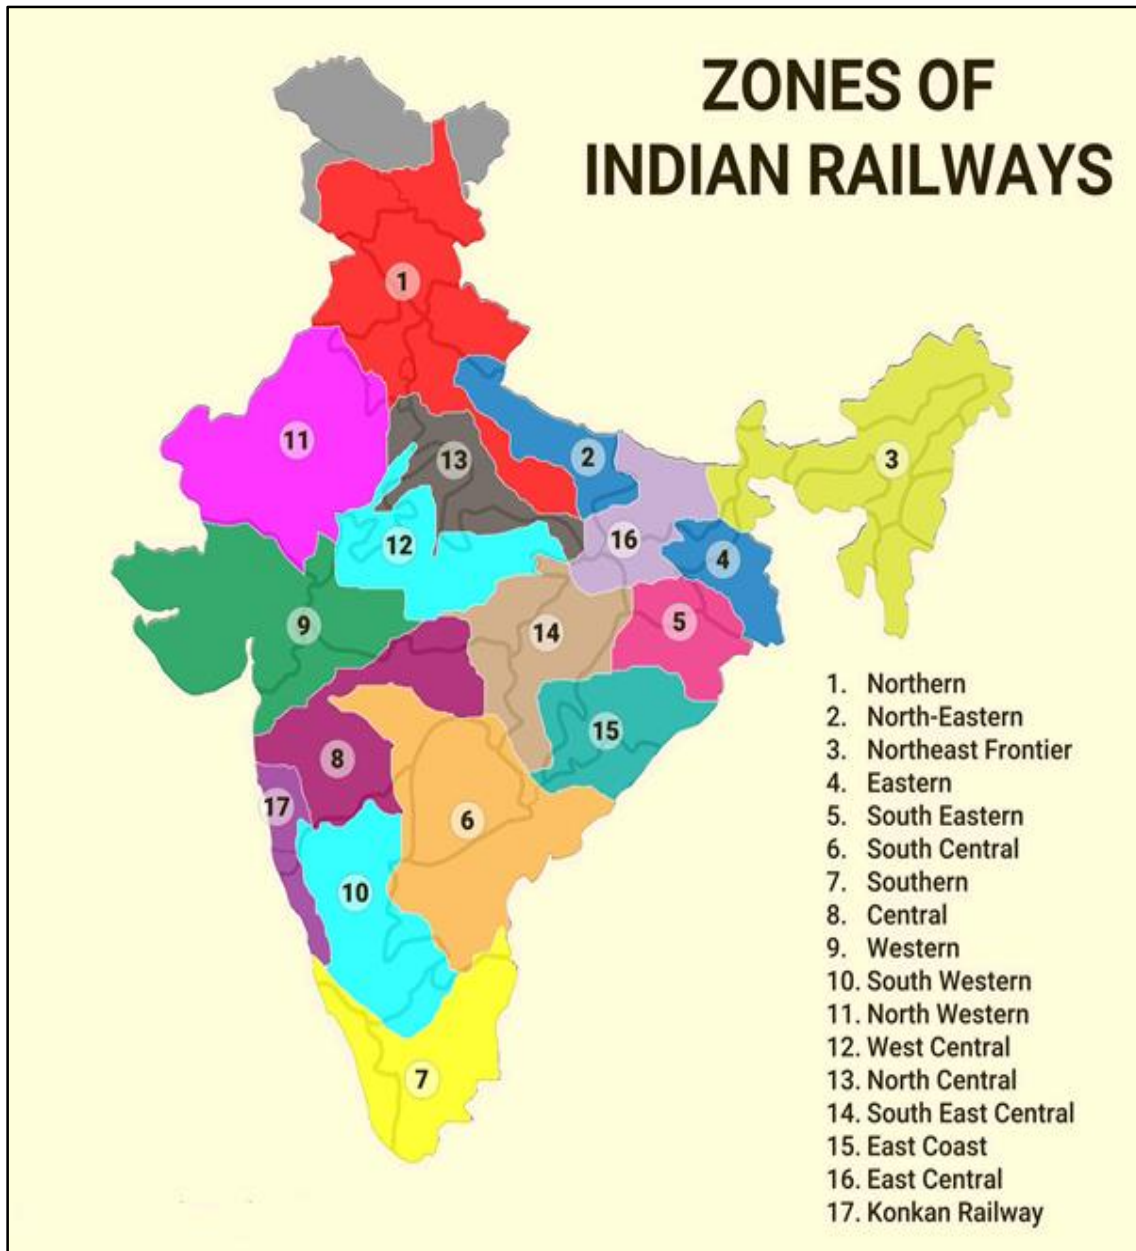 ZONES OF
INDIAN RAILWAYS
1
11
13
2
3
12
16
4
9
14
5
15
8
17
6
10
7
1. Northern
2. North-Eastern
3. Northeast Frontier
4. Eastern
5. South Eastern
6. South Central
7. Southern
8. Central
9. Western
10. South Western
11. North Western
12. West Central
13. North Central
14. South East Central
15. East Coast
16. East Central
17. Konkan Railway